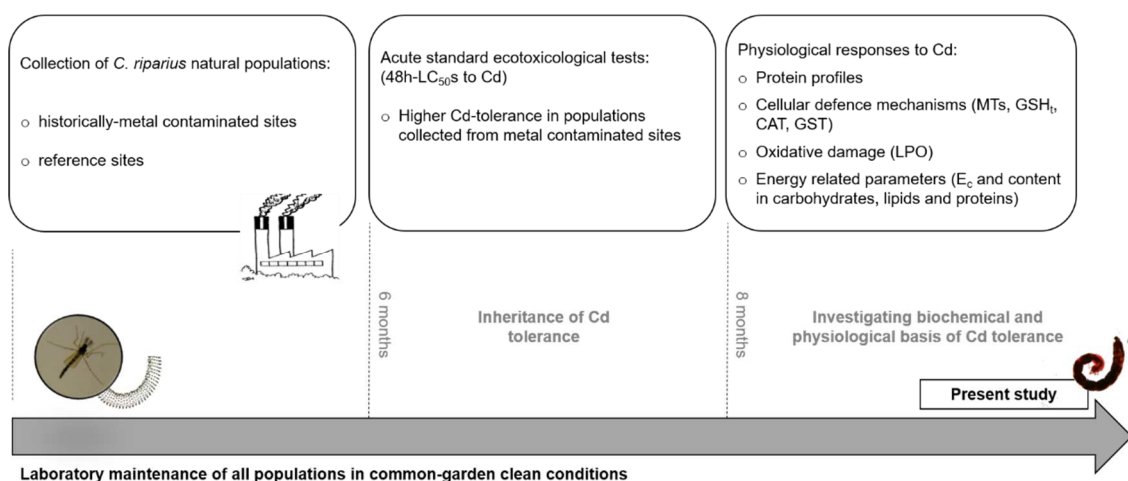 Collection of C. riparius natural populations:
o historically-metal contaminated sites
o reference sites
Acute standard ecotoxicological tests:
(48h-LC50s to Cd)
o Higher Cd-tolerance in populations
collected from metal contaminated sites
Physiological responses to Cd:
o Protein profiles
o Cellular defence mechanisms (MTs, GSHt,
CAT, GST)
o Oxidative damage (LPO)
o Energy related parameters (Ec and content
in carbohydrates, lipids and proteins)
6 months
Inheritance of Cd
tolerance
8 months
Investigating biochemical and
physiological basis of Cd tolerance
Present study
Laboratory maintenance of all populations in common-garden clean conditions